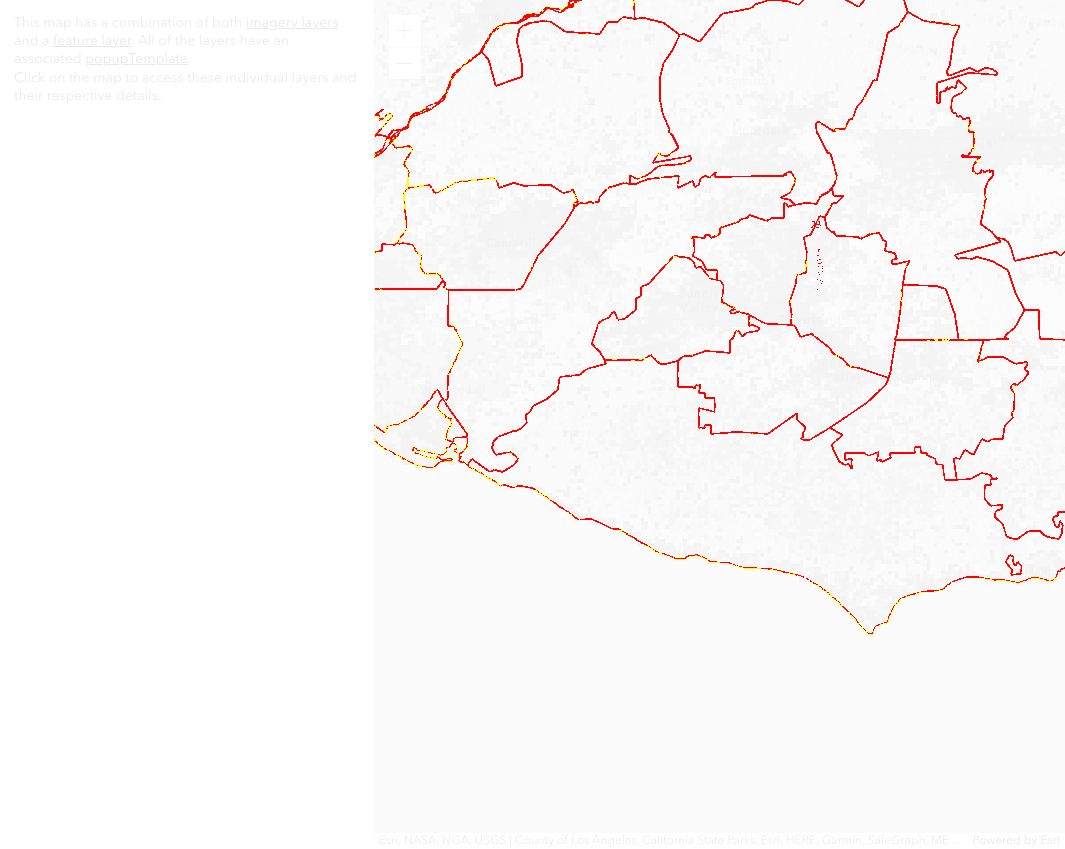 This map has a combination of both imagery layers
and a feature layer. All of the layers have an
associated popupTemplate.
Click on the map to access these individual layers and
their respective details.
Esri, NASA, NGA, USGS | County of Los Angeles, California State Parks, Esri, HERE, Garmin, SafeGraph, ME... Powered by Esri